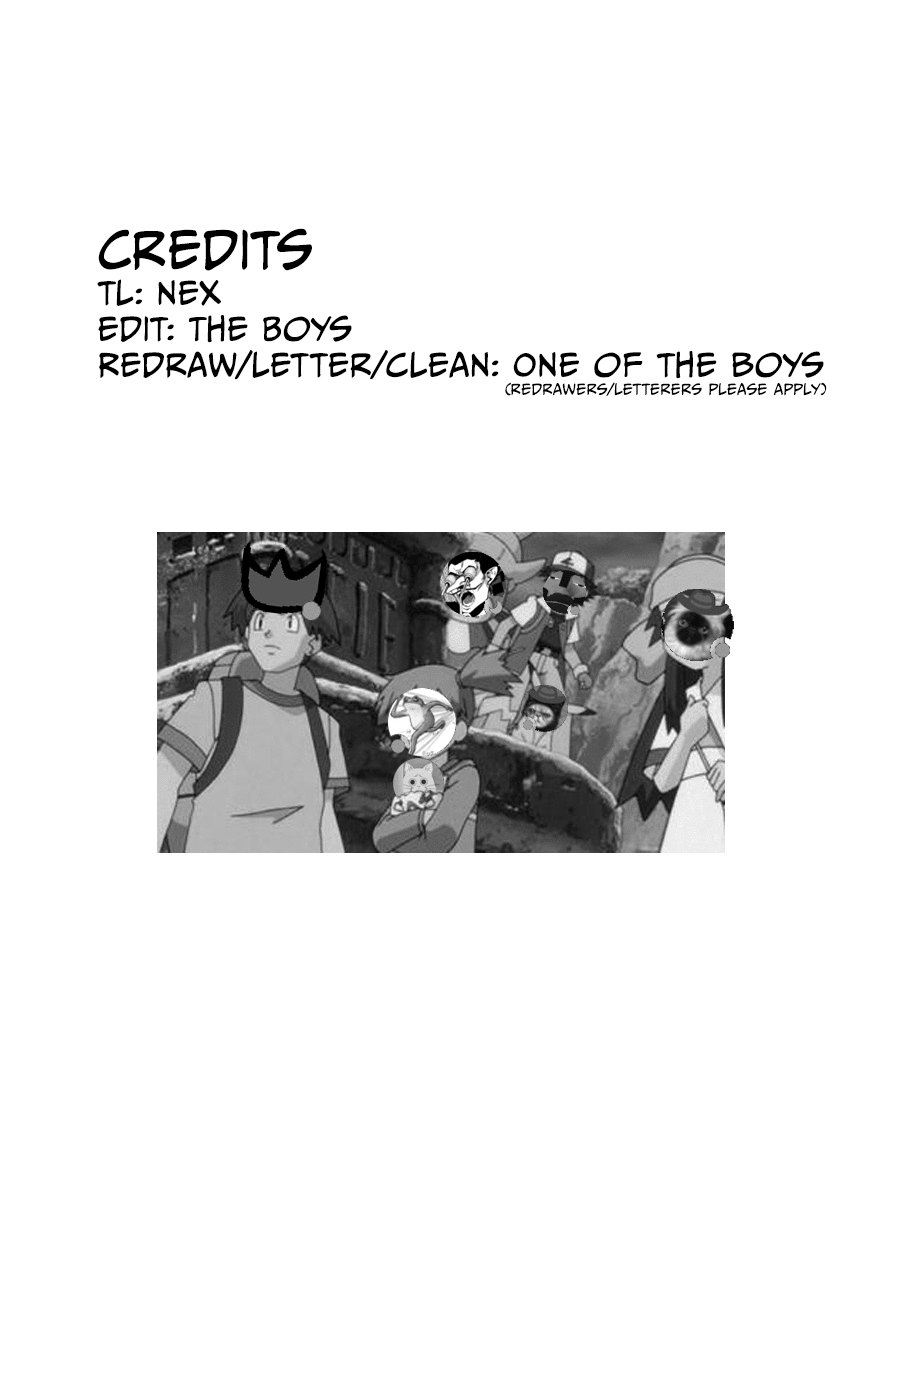 CREDITS
TL: NEX
EDIT: THE BOYS
REDRAW/LETTER/CLEAN: ONE OF THE BOYS
(REDRAWERS/LETTERERS PLEASE APPLY)